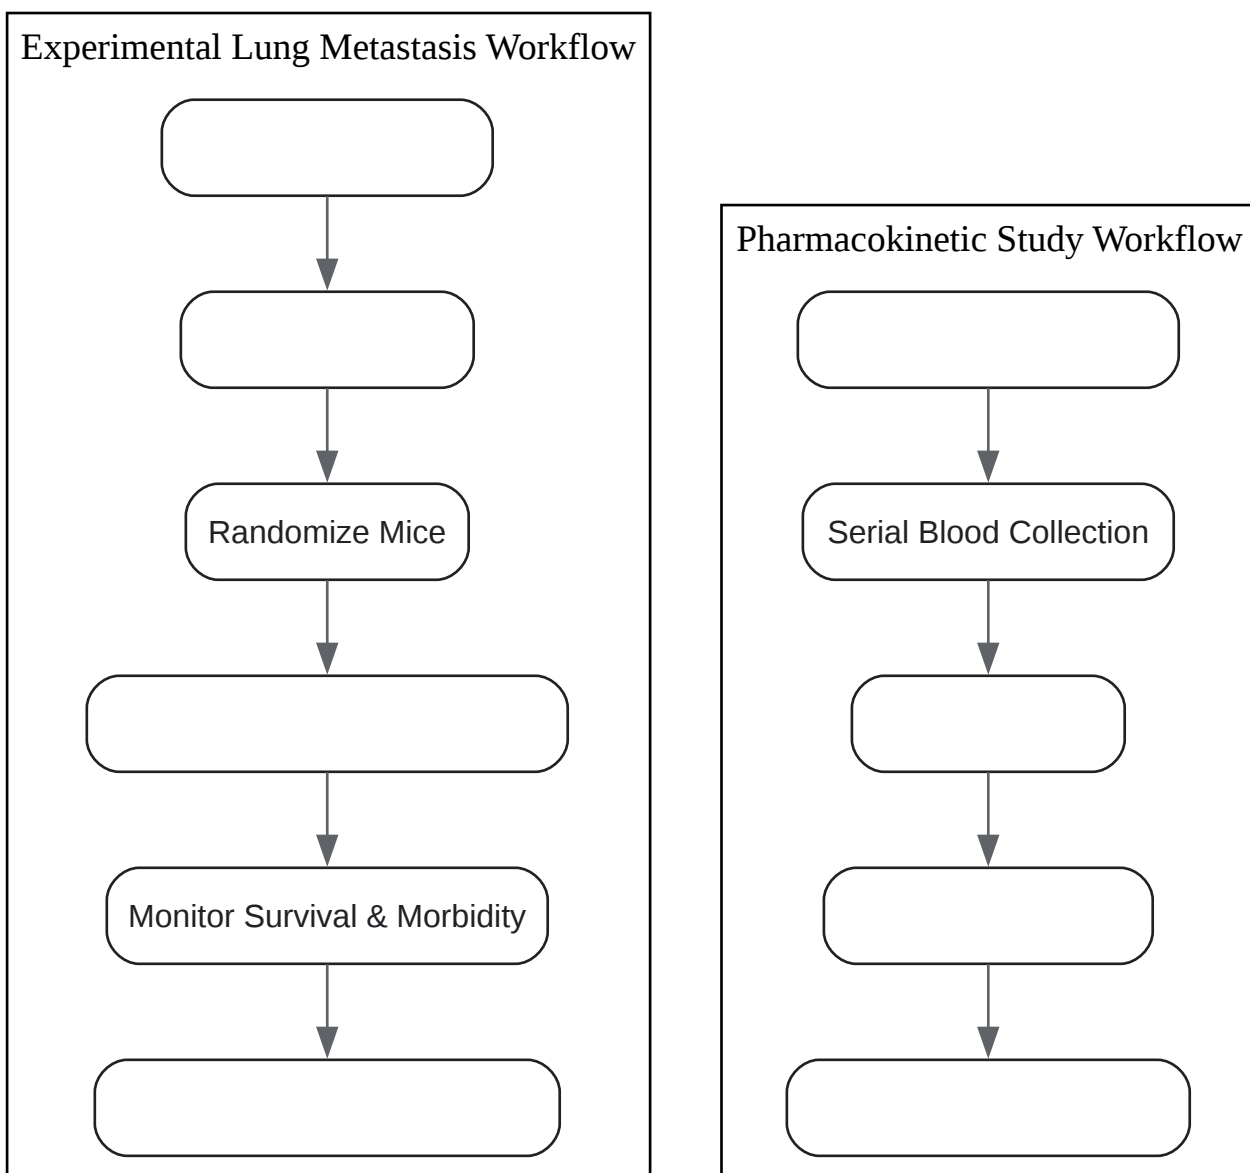 Experimental Lung Metastasis Workflow
Randomize Mice
Monitor Survival & Morbidity
Pharmacokinetic Study Workflow
Serial Blood Collection